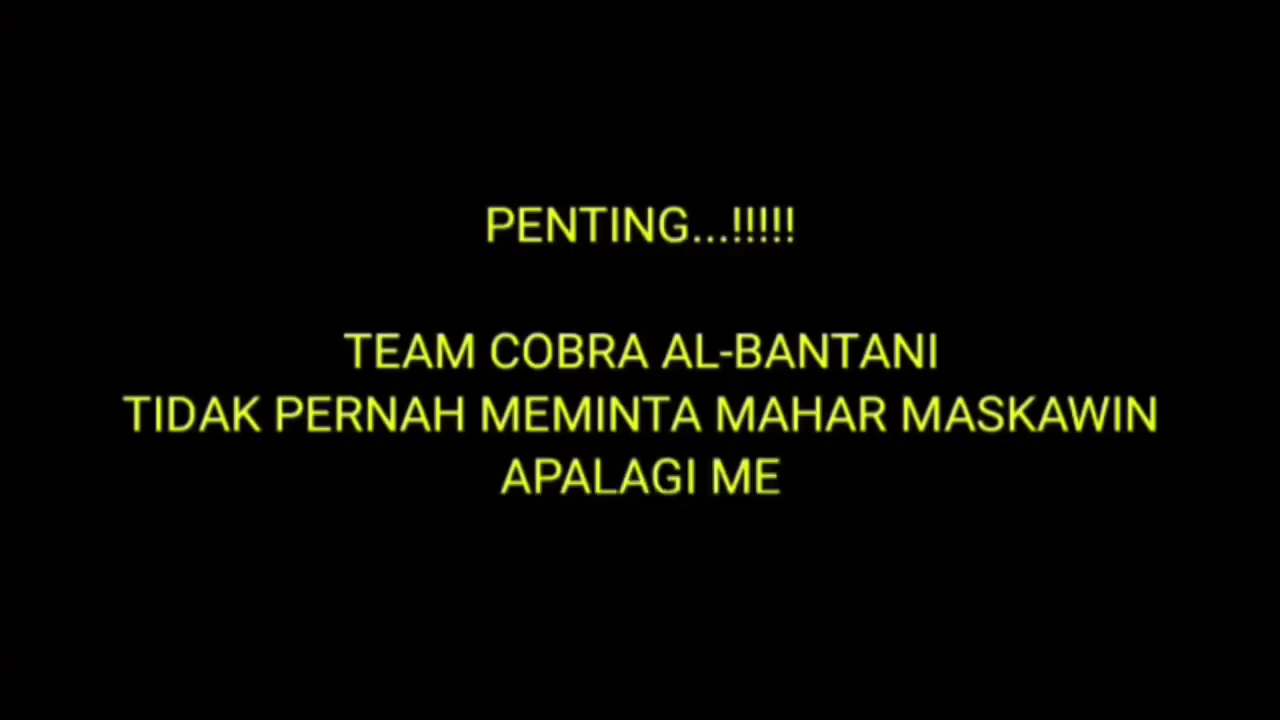 PENTING...!!!!!
TEAM COBRA AL-BANTANI
TIDAK PERNAH MEMINTA MAHAR MASKAWIN
APALAGI ME